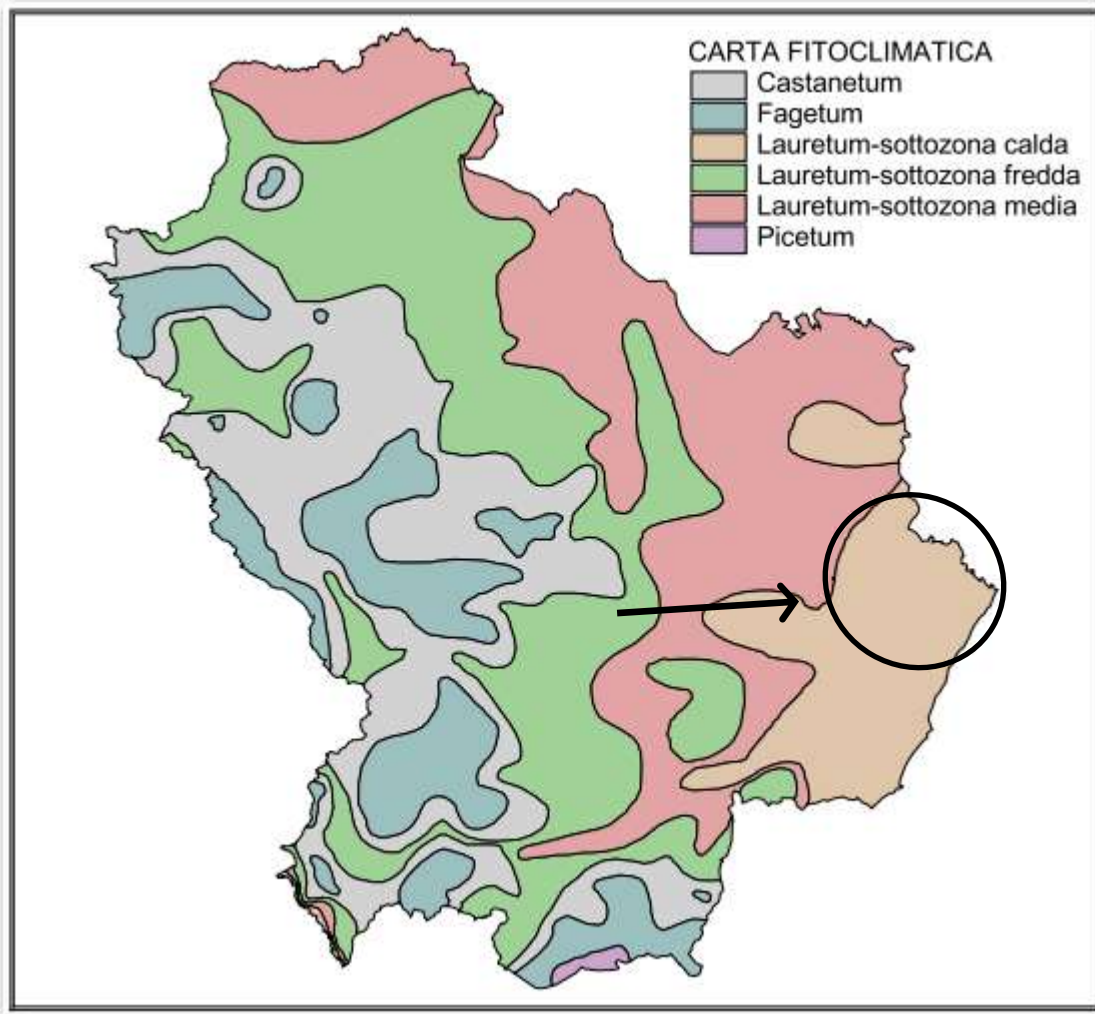 CARTA FITOCLIMATICA
Castanetum
Fagetum
Lauretum-sottozona calda
Lauretum-sottozona fredda
Lauretum-sottozona media
Picetum